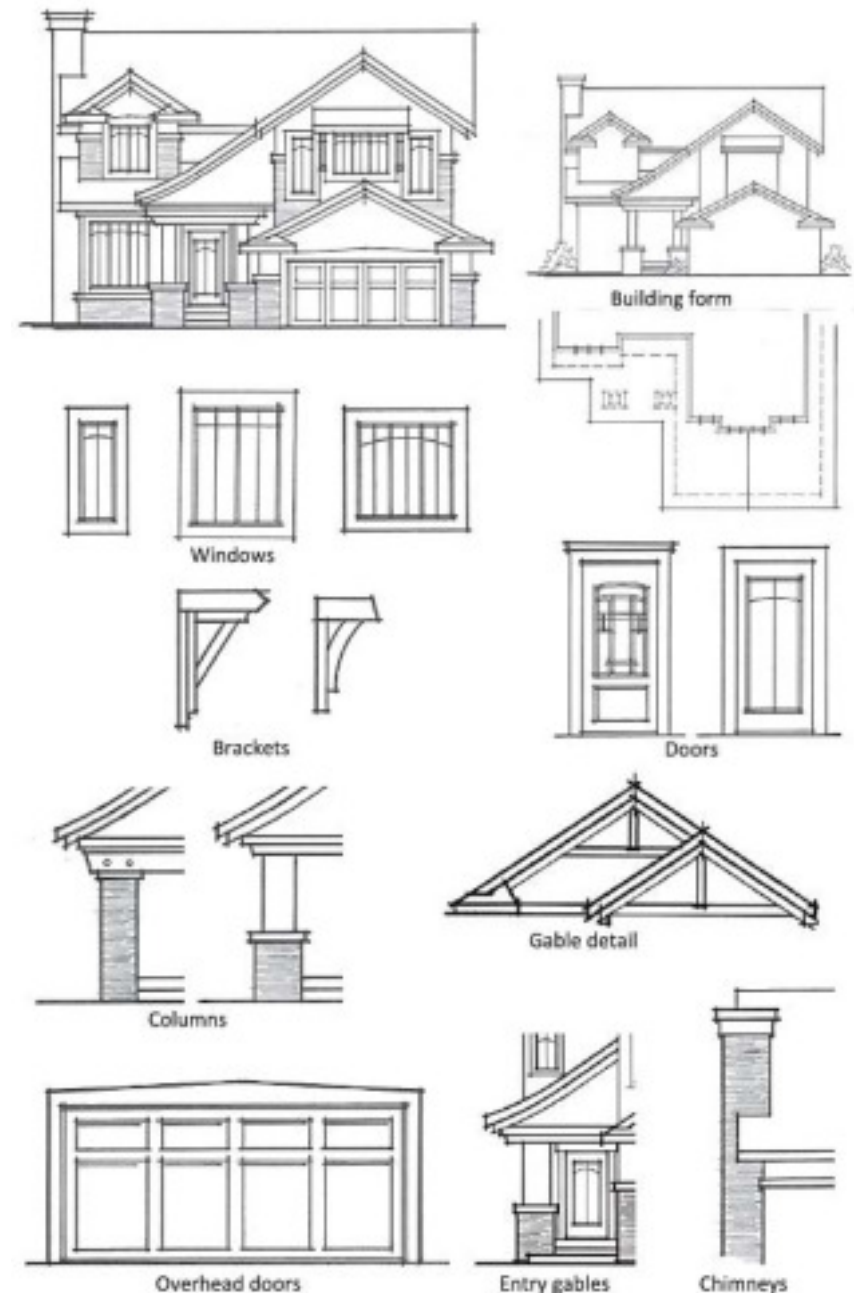 Building form
Windows
Brackets
Doors
Gable detail
Columns
Overhead doors
Entry gables
Chimneys